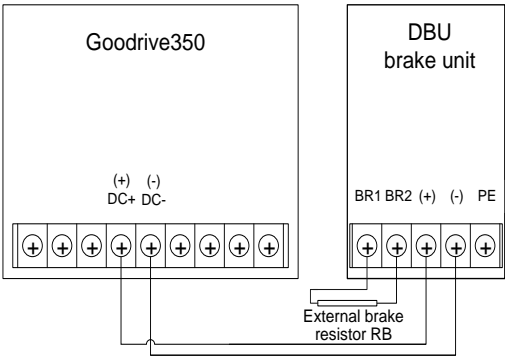 Goodrive350
(+) (-)
DC+ DC-
DBU
brake unit
BR1 BR2 (+) (-) PE
External brake
resistor RB